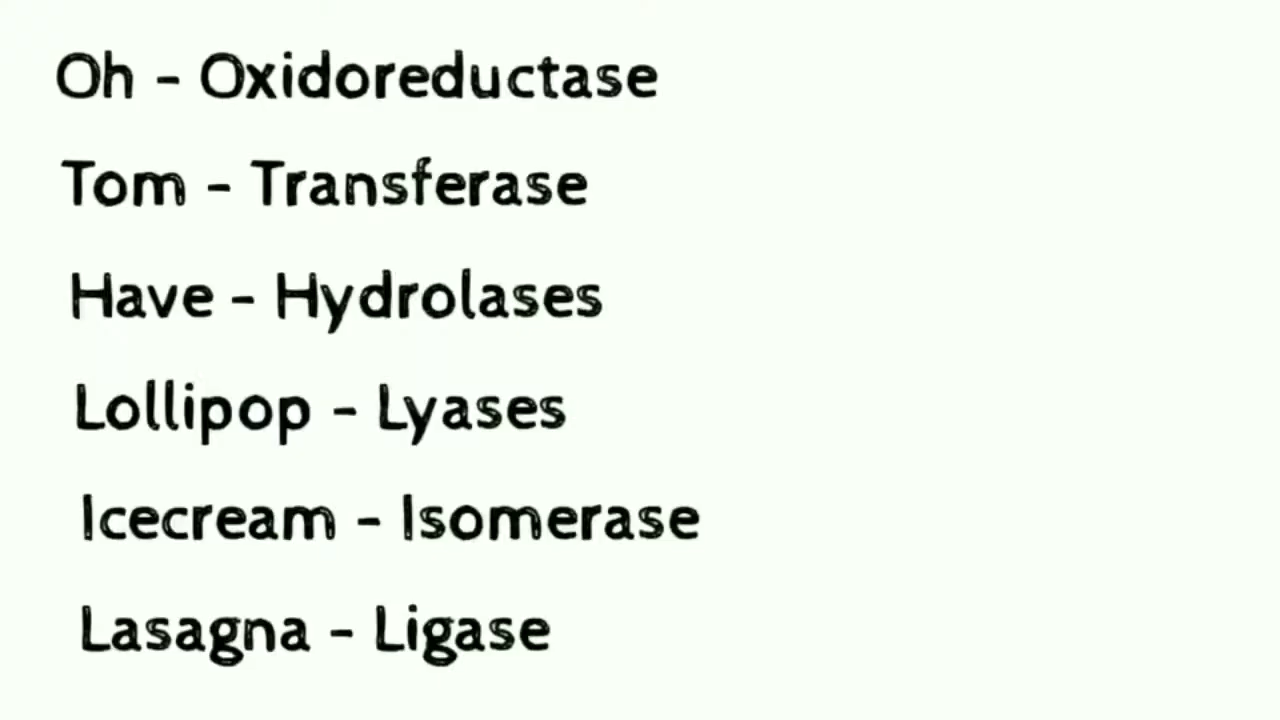 Oh - Oxidoreductase
Tom - Transferase
Have - Hydrolases
Lollipop - Lyases
Icecream - Isomerase
Lasagna - Ligase